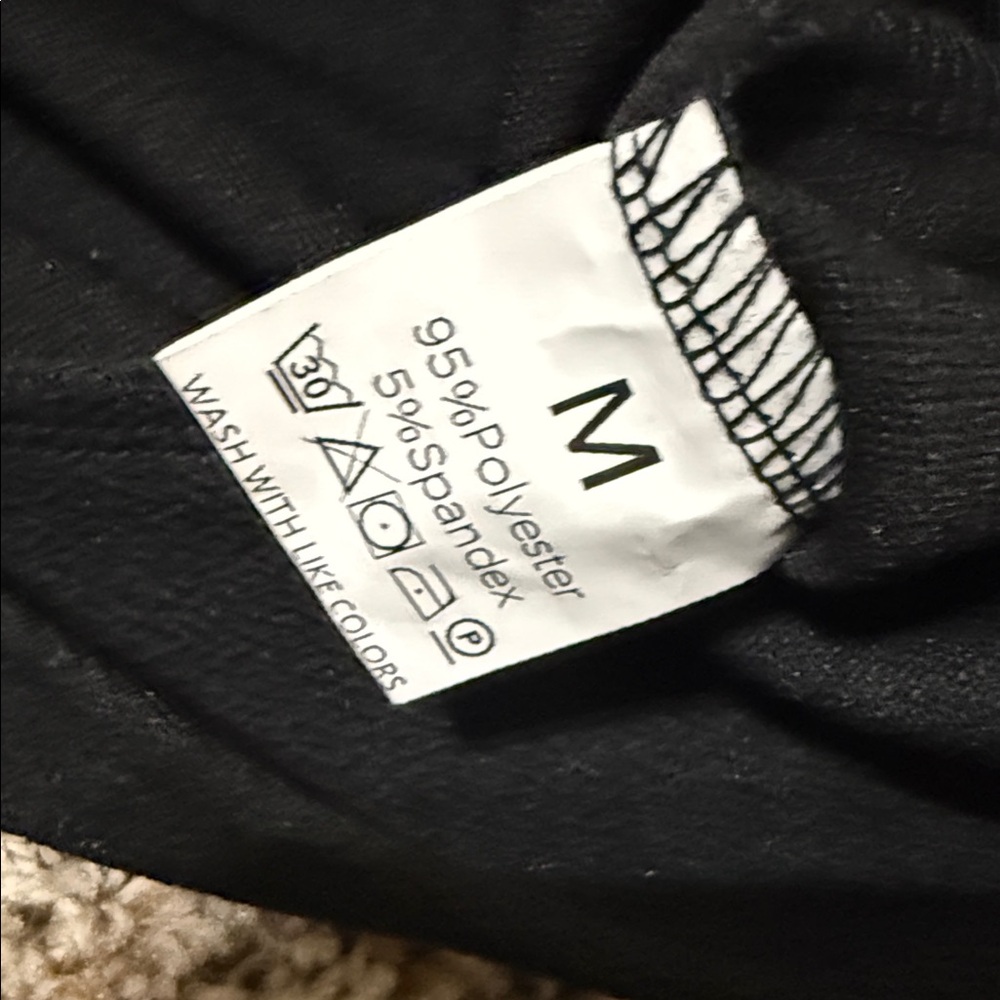 M
95%Polyester
5%Spandex
30
P
WASH WITH LIKE COLORS